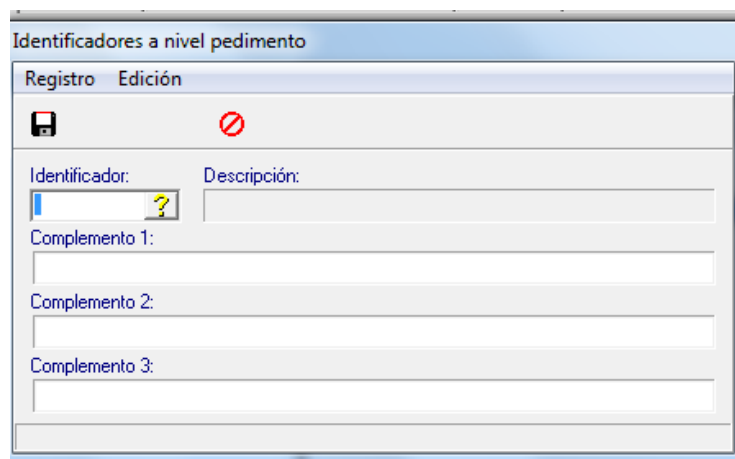 Identificadores a nivel pedimento
Registro Edición
Identificador: Descripción:
?
Complemento 1:
Complemento 2:
Complemento 3: